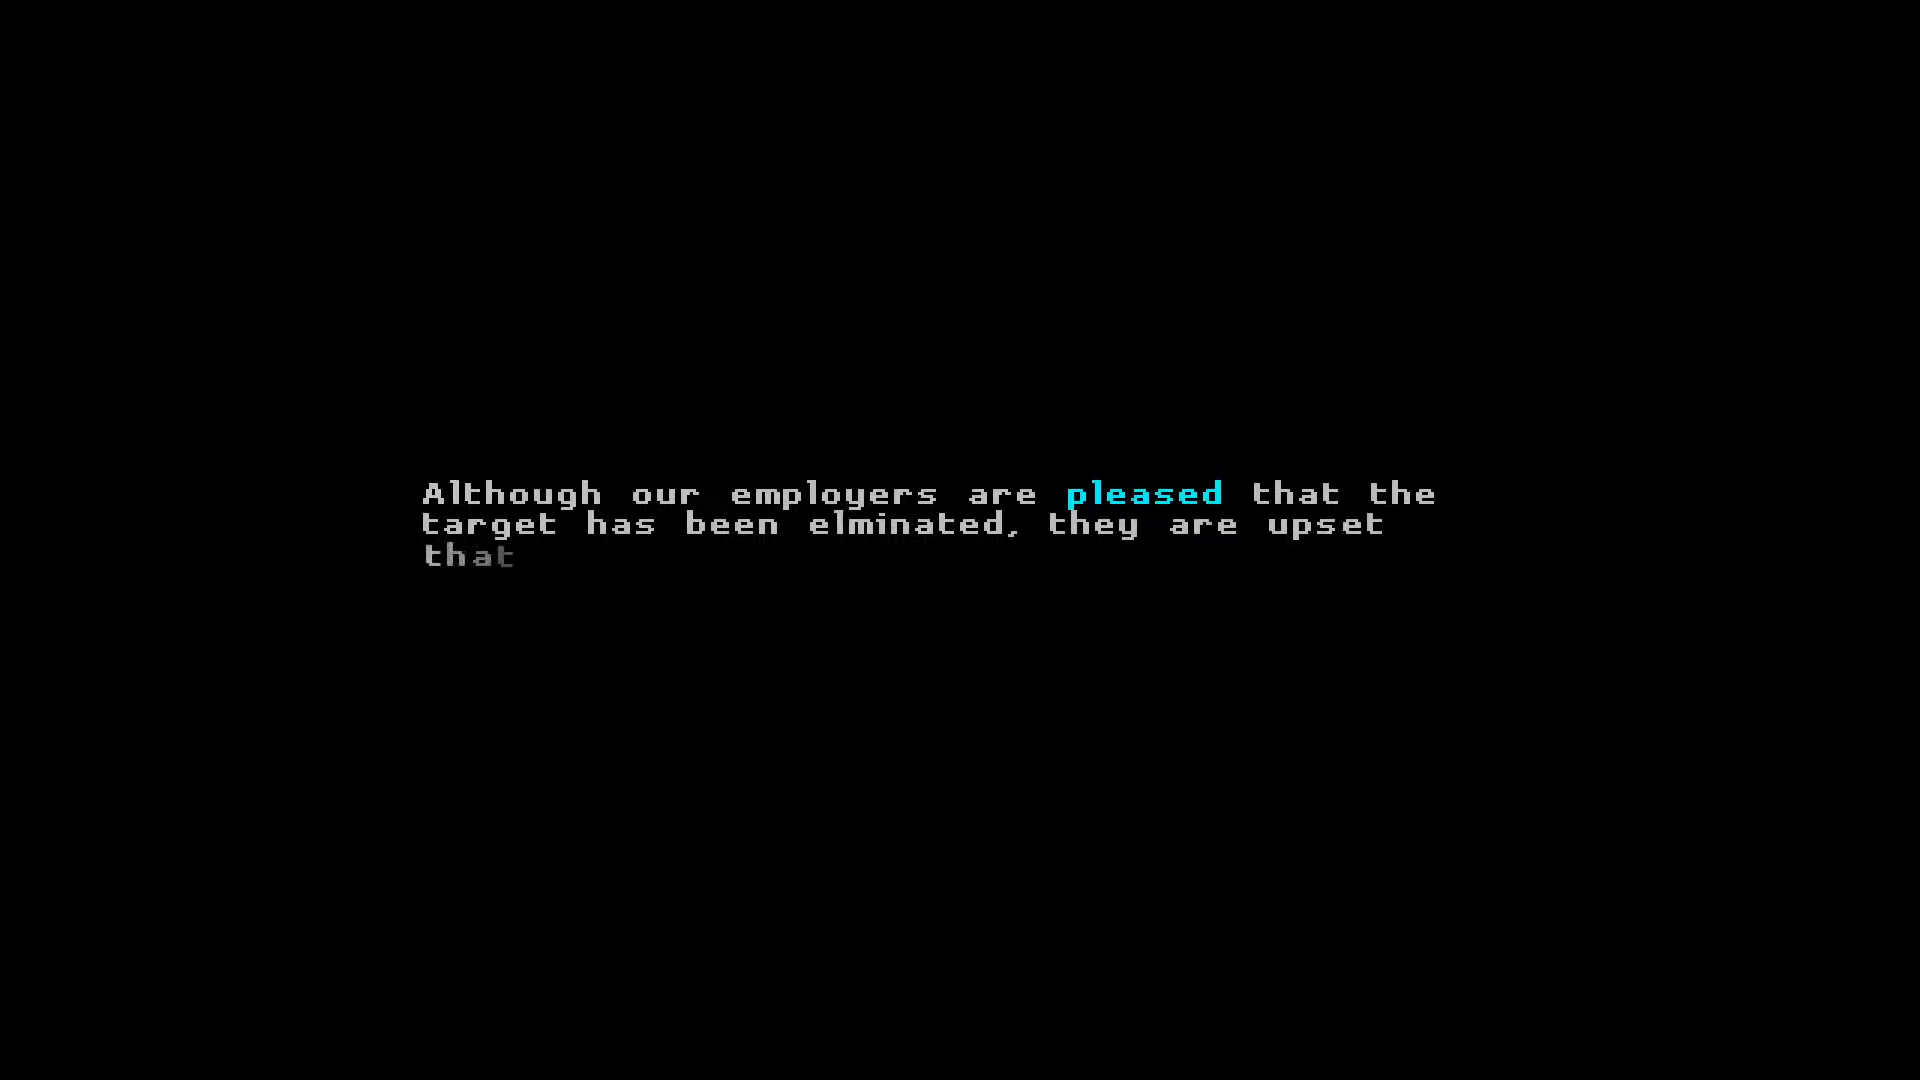 Although our employers are pleased that the
target has been elminated, they are upset
that